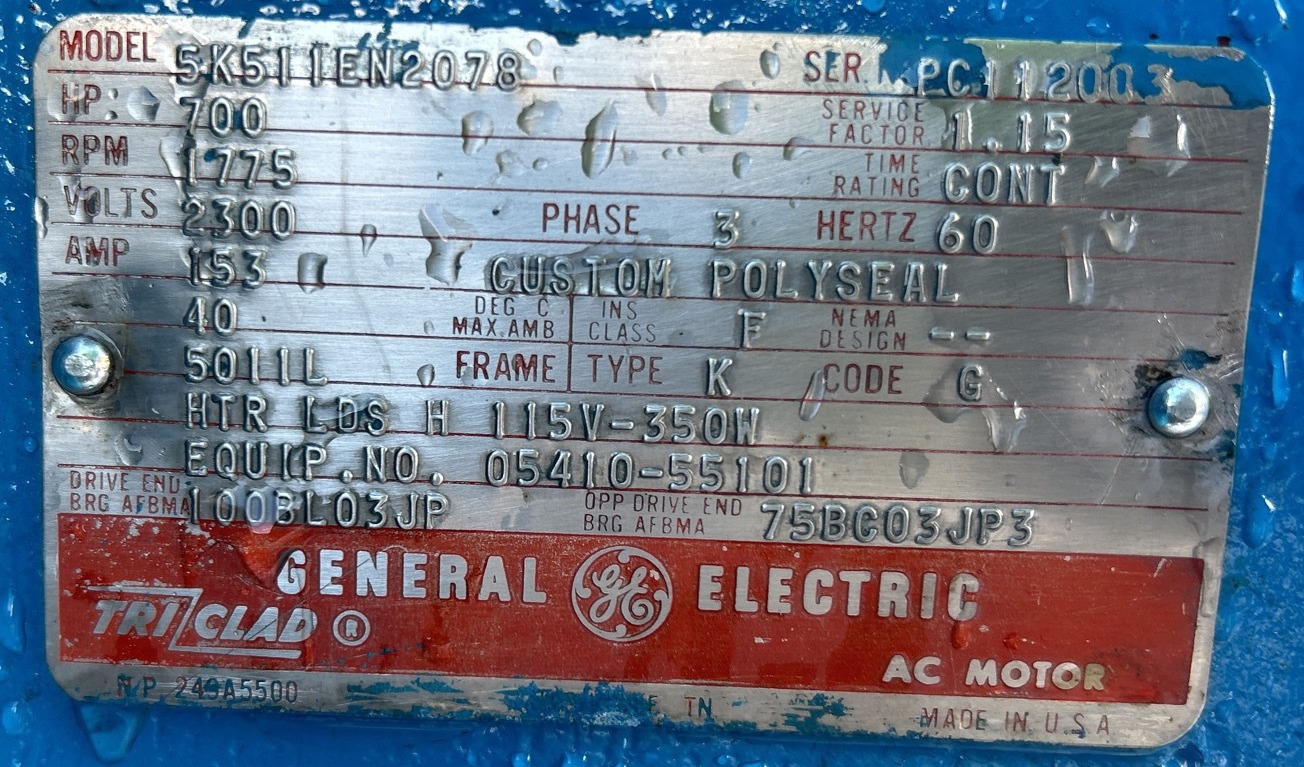 MODEL 5K511EN2078 SER. PC112003
HP: 700 SERVICE FACTOR 1.15
RPM 1775 TIME RATING CONT
VOLTS 2300 PHASE 3 HERTZ 60
AMP 153 CUSTOM POLYSEAL
40 DEG C MAX.AMB INS CLASS F NEMA DESIGN --
5011L FRAME TYPE K CODE G
HTR LDS H 115V-350W
EQUIP.NO. 05410-55101
DRIVE END BRG AFBMA 100BL03JP OPP DRIVE END BRG AFBMA 75BC03JP3
GENERAL GE ELECTRIC
TRI CLAD ®
AC MOTOR
N.P. 249A5500 TN MADE IN U.S.A